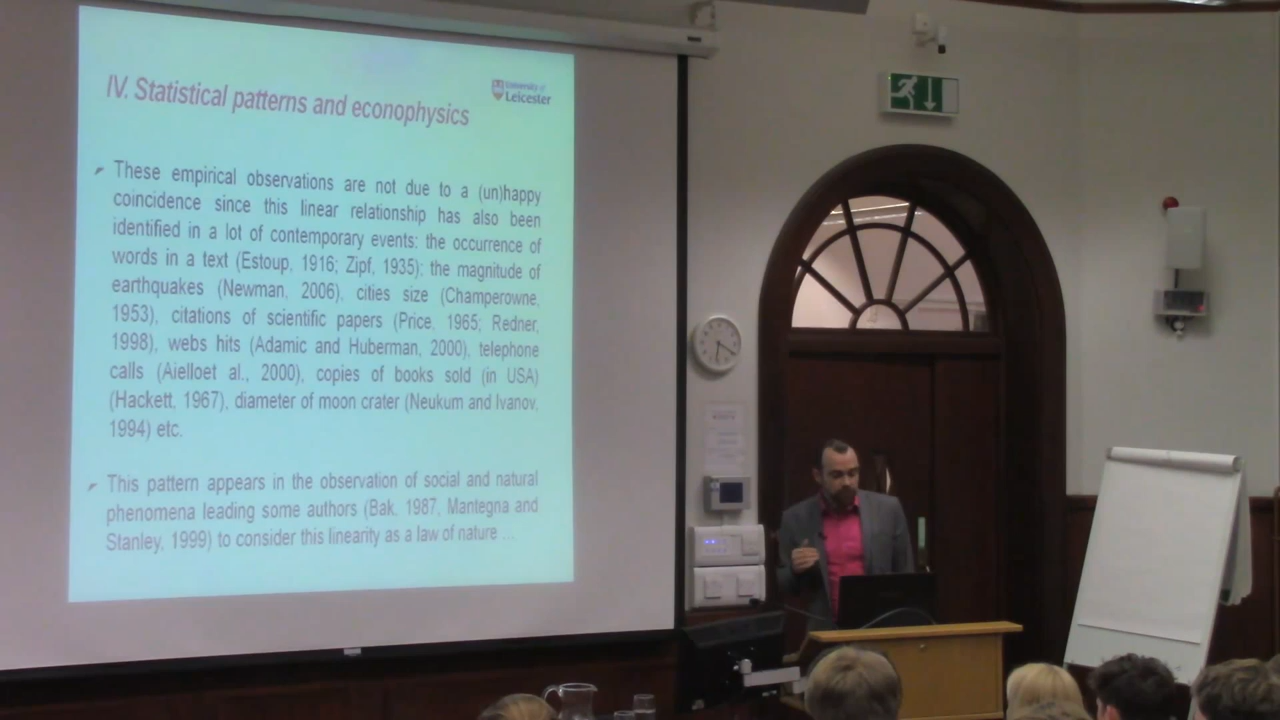 IV. Statistical patterns and econophysics
University of
Leicester
These empirical observations are not due to a (un)happy
coincidence since this linear relationship has also been
identified in a lot of contemporary events: the occurrence of
words in a text (Estoup, 1916; Zipf, 1935); the magnitude of
earthquakes (Newman, 2006), cities size (Champerowne,
1953), citations of scientific papers (Price, 1965; Redner,
1998), webs hits (Adamic and Huberman, 2000), telephone
calls (Aielloet al., 2000), copies of books sold (in USA)
(Hackett, 1967), diameter of moon crater (Neukum and Ivanov,
1994) etc.
This pattern appears in the observation of social and natural
phenomena leading some authors (Bak, 1987, Mantegna and
Stanley, 1999) to consider this linearity as a law of nature ...